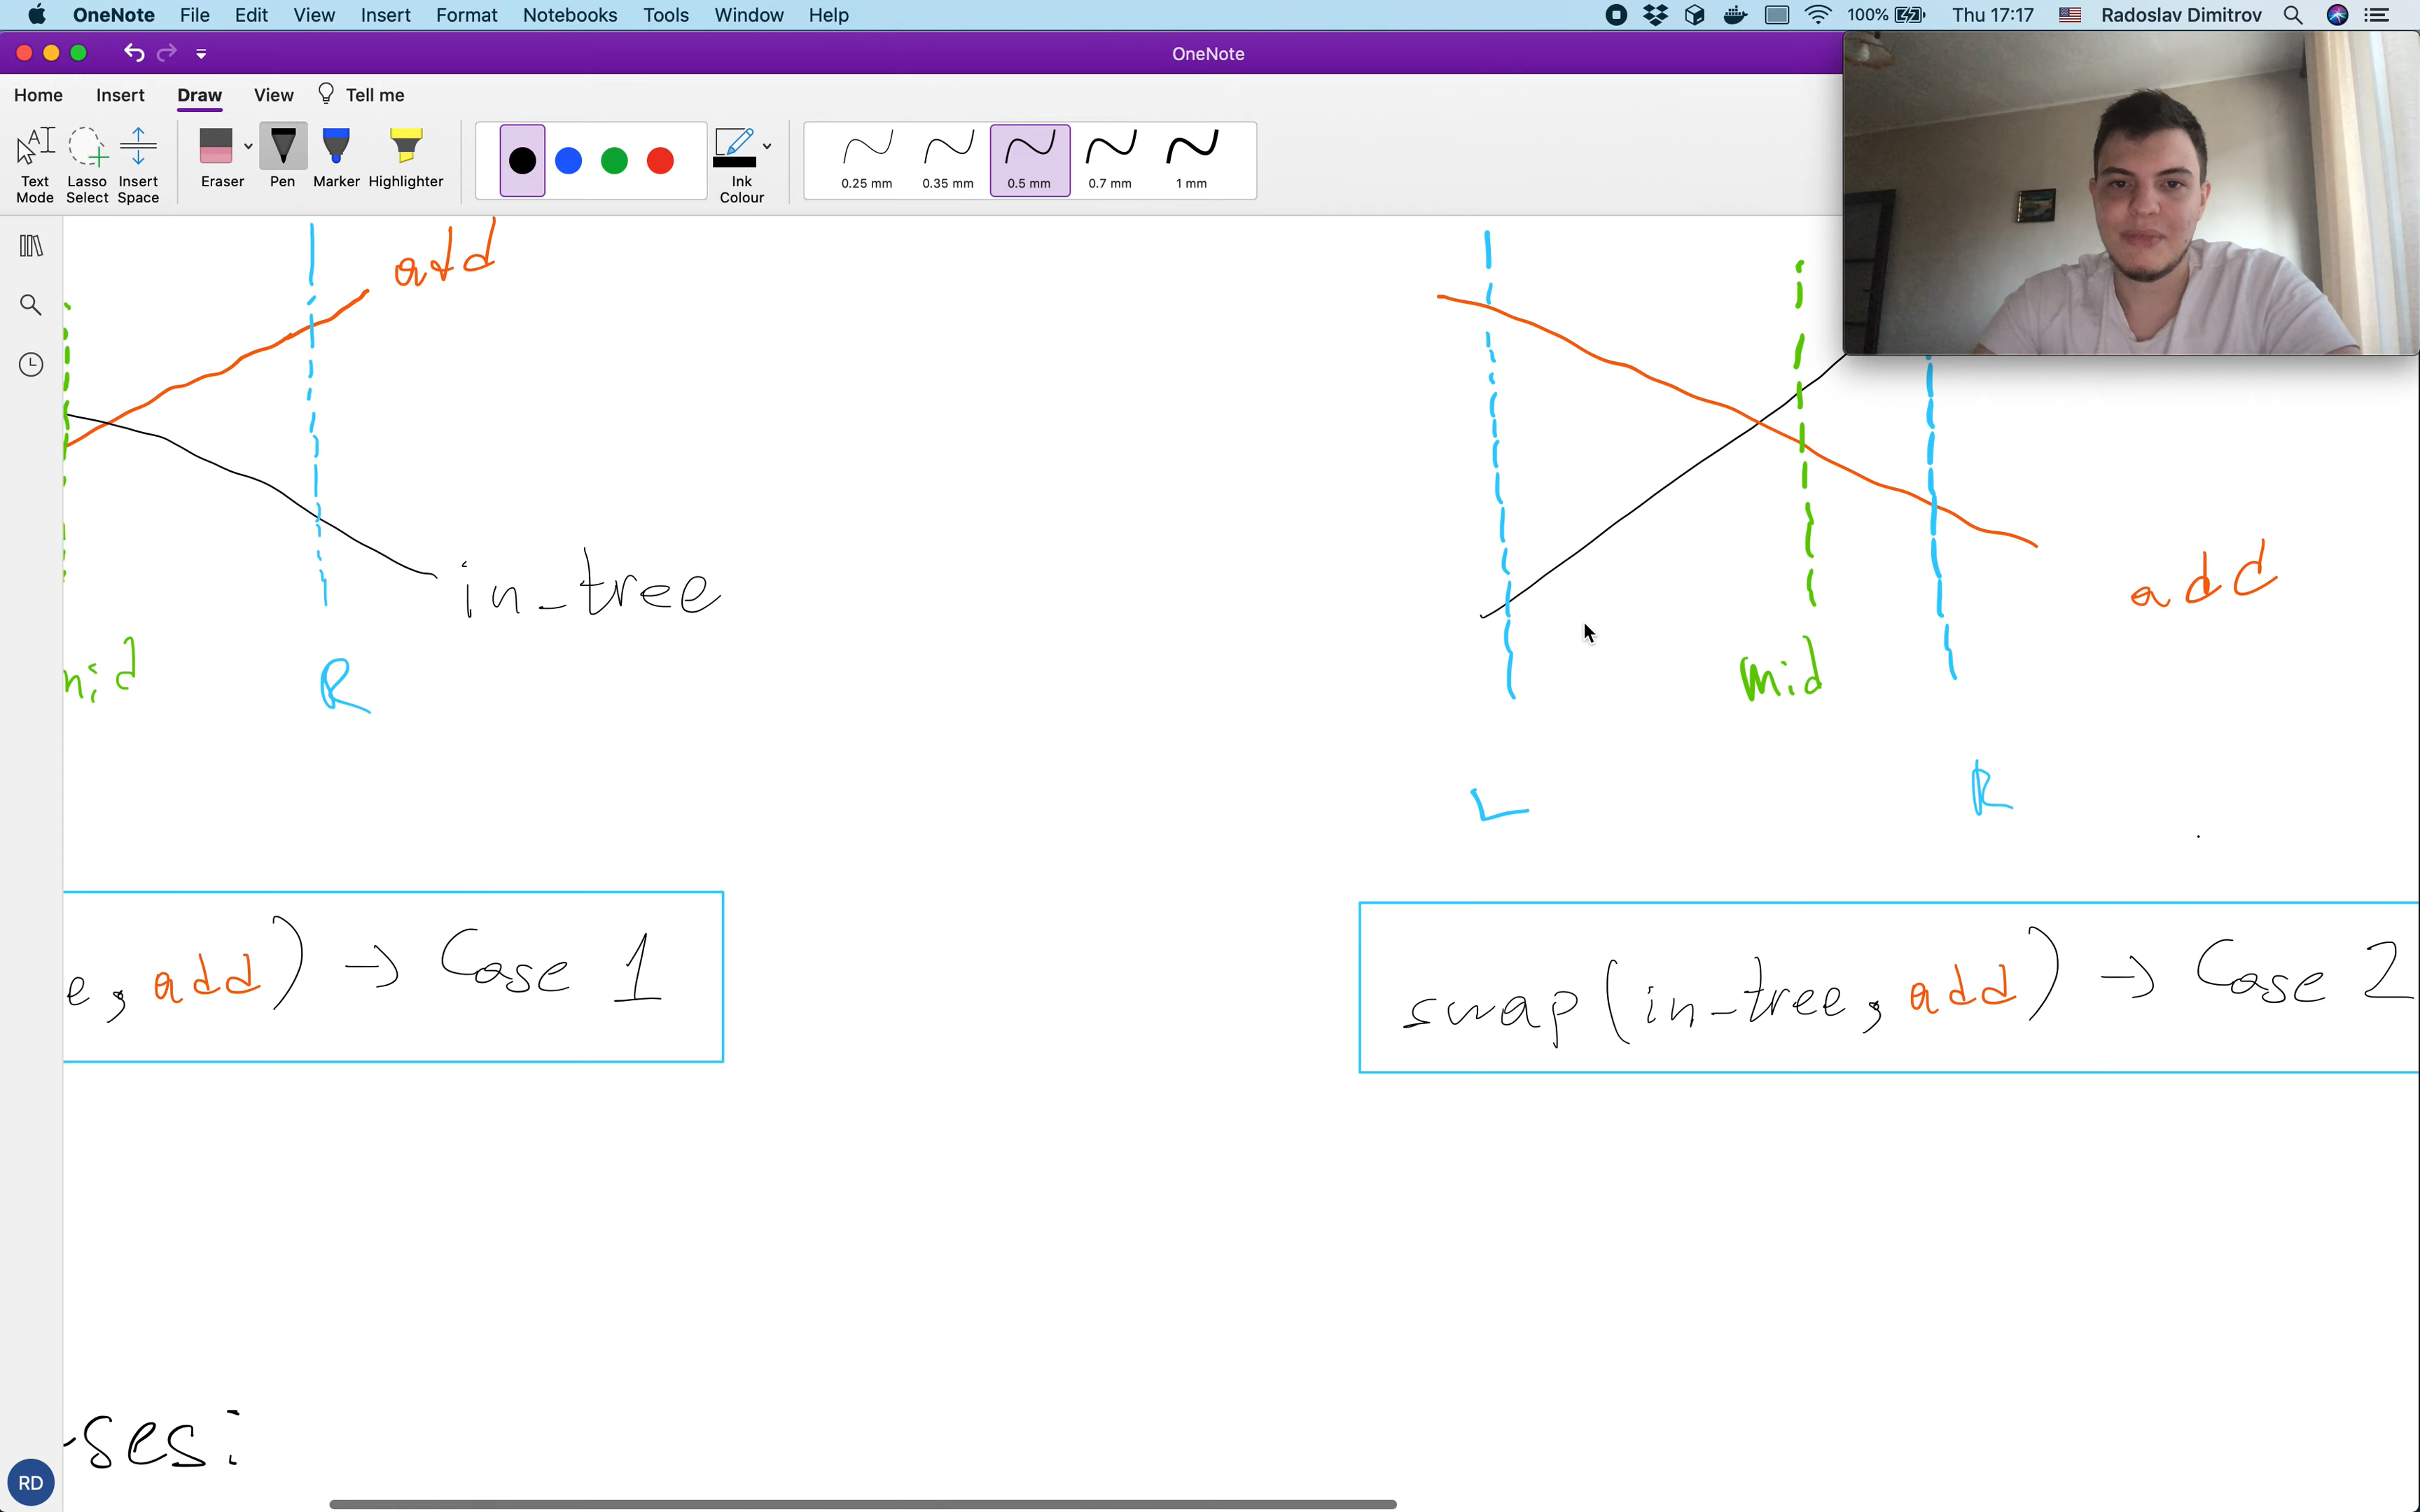 OneNote File Edit View Insert Format Notebooks Tools Window Help 100% Thu 17:17 Radoslav Dimitrov
OneNote
Home Insert Draw View Tell me
Text Mode
Lasso Select
Insert Space
Eraser
Pen
Marker
Highlighter
Ink Colour
0.25 mm
0.35 mm
0.5 mm
0.7 mm
1 mm
add
in_tree
R
add
mid
L
R
e, add) → Case 1
swap(in-tree, add) → Case 2
ses:
RD